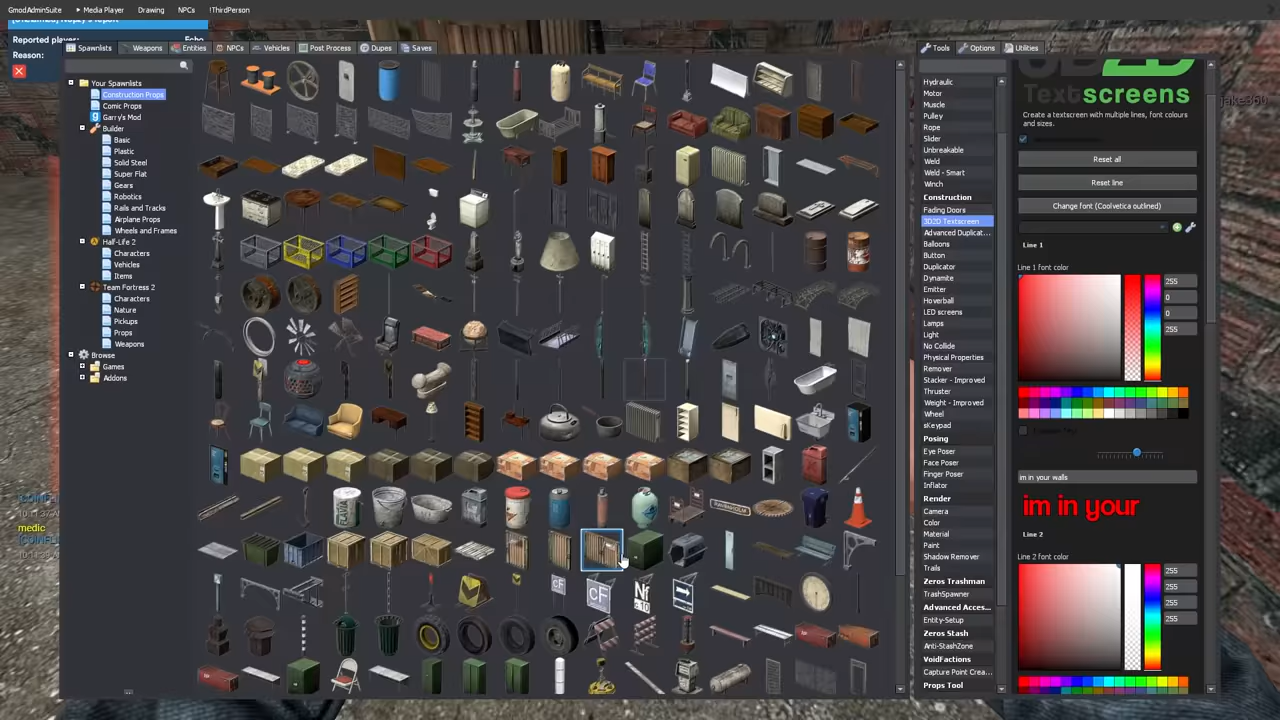 GmodAdminSuite
Media Player
Drawing
NPCs
!ThirdPerson
Reported player:
Echo
Reason:
Spawnlists
Weapons
Entities
NPCs
Vehicles
Post Process
Dupes
Saves
Your Spawnlists
Construction Props
Comic Props
Garry's Mod
Builder
Basic
Plastic
Solid Steel
Super Flat
Gears
Robotics
Rails and Tracks
Airplane Props
Wheels and Frames
Half-Life 2
Characters
Vehicles
Items
Team Fortress 2
Characters
Nature
Pickups
Props
Weapons
Browse
Games
Addons
medic
CF
CF
Nf
RAVENHOLM
Tools
Options
Utilities
Hydraulic
Motor
Muscle
Pulley
Rope
Slider
Unbreakable
Weld
Weld - Smart
Winch
Construction
Fading Doors
3D2D Textscreen
Advanced Duplicat...
Balloons
Button
Duplicator
Dynamite
Emitter
Hoverball
LED screens
Lamps
Light
No Collide
Physical Properties
Remover
Stacker - Improved
Thruster
Weight - Improved
Wheel
sKeypad
Posing
Eye Poser
Face Poser
Finger Poser
Inflator
Render
Camera
Color
Material
Paint
Shadow Remover
Trails
Zeros Trashman
TrashSpawner
Advanced Acces...
Entity-Setup
Zeros Stash
Anti-StashZone
VoidFactions
Capture Point Crea...
Props Tool
Textscreens
Create a textscreen with multiple lines, font colours
and sizes.
Reset all
Reset line
Change font (Coolvetica outlined)
Line 1
Line 1 font color
255
0
0
255
im in your walls
im in your
Line 2
Line 2 font color
255
255
255
255
jake360